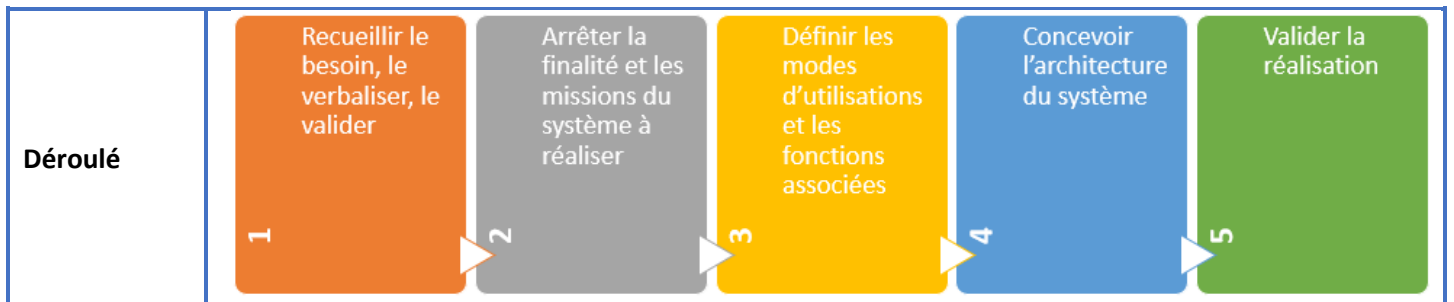 Déroulé
Recueillir le
besoin, le
verbaliser, le
valider
1
Arrêter la
finalité et les
missions du
système à
réaliser
2
Définir les
modes
d'utilisations
et les
fonctions
associées
3
Concevoir
l'architecture
du système
4
Valider la
réalisation
5